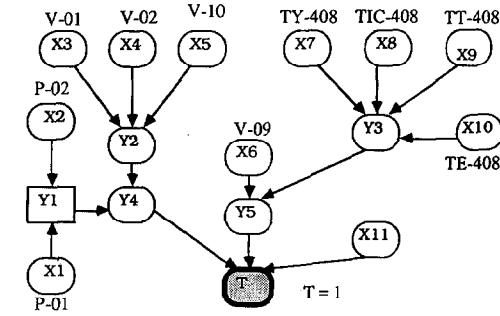 V-01 V-02 V-10 TY-408 TIC-408 TT-408
X3 X4 X5 X7 X8 X9
P-02
X2 Y2 V-09 Y3 X10
X6 TE-408
Y1 Y4 Y5
X11
X1 T T = 1
P-01